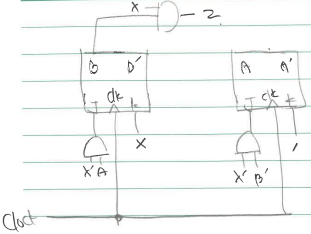 X Z
B B' A A'
J clk k J clk k
X 1
X' A X' B'
Clock